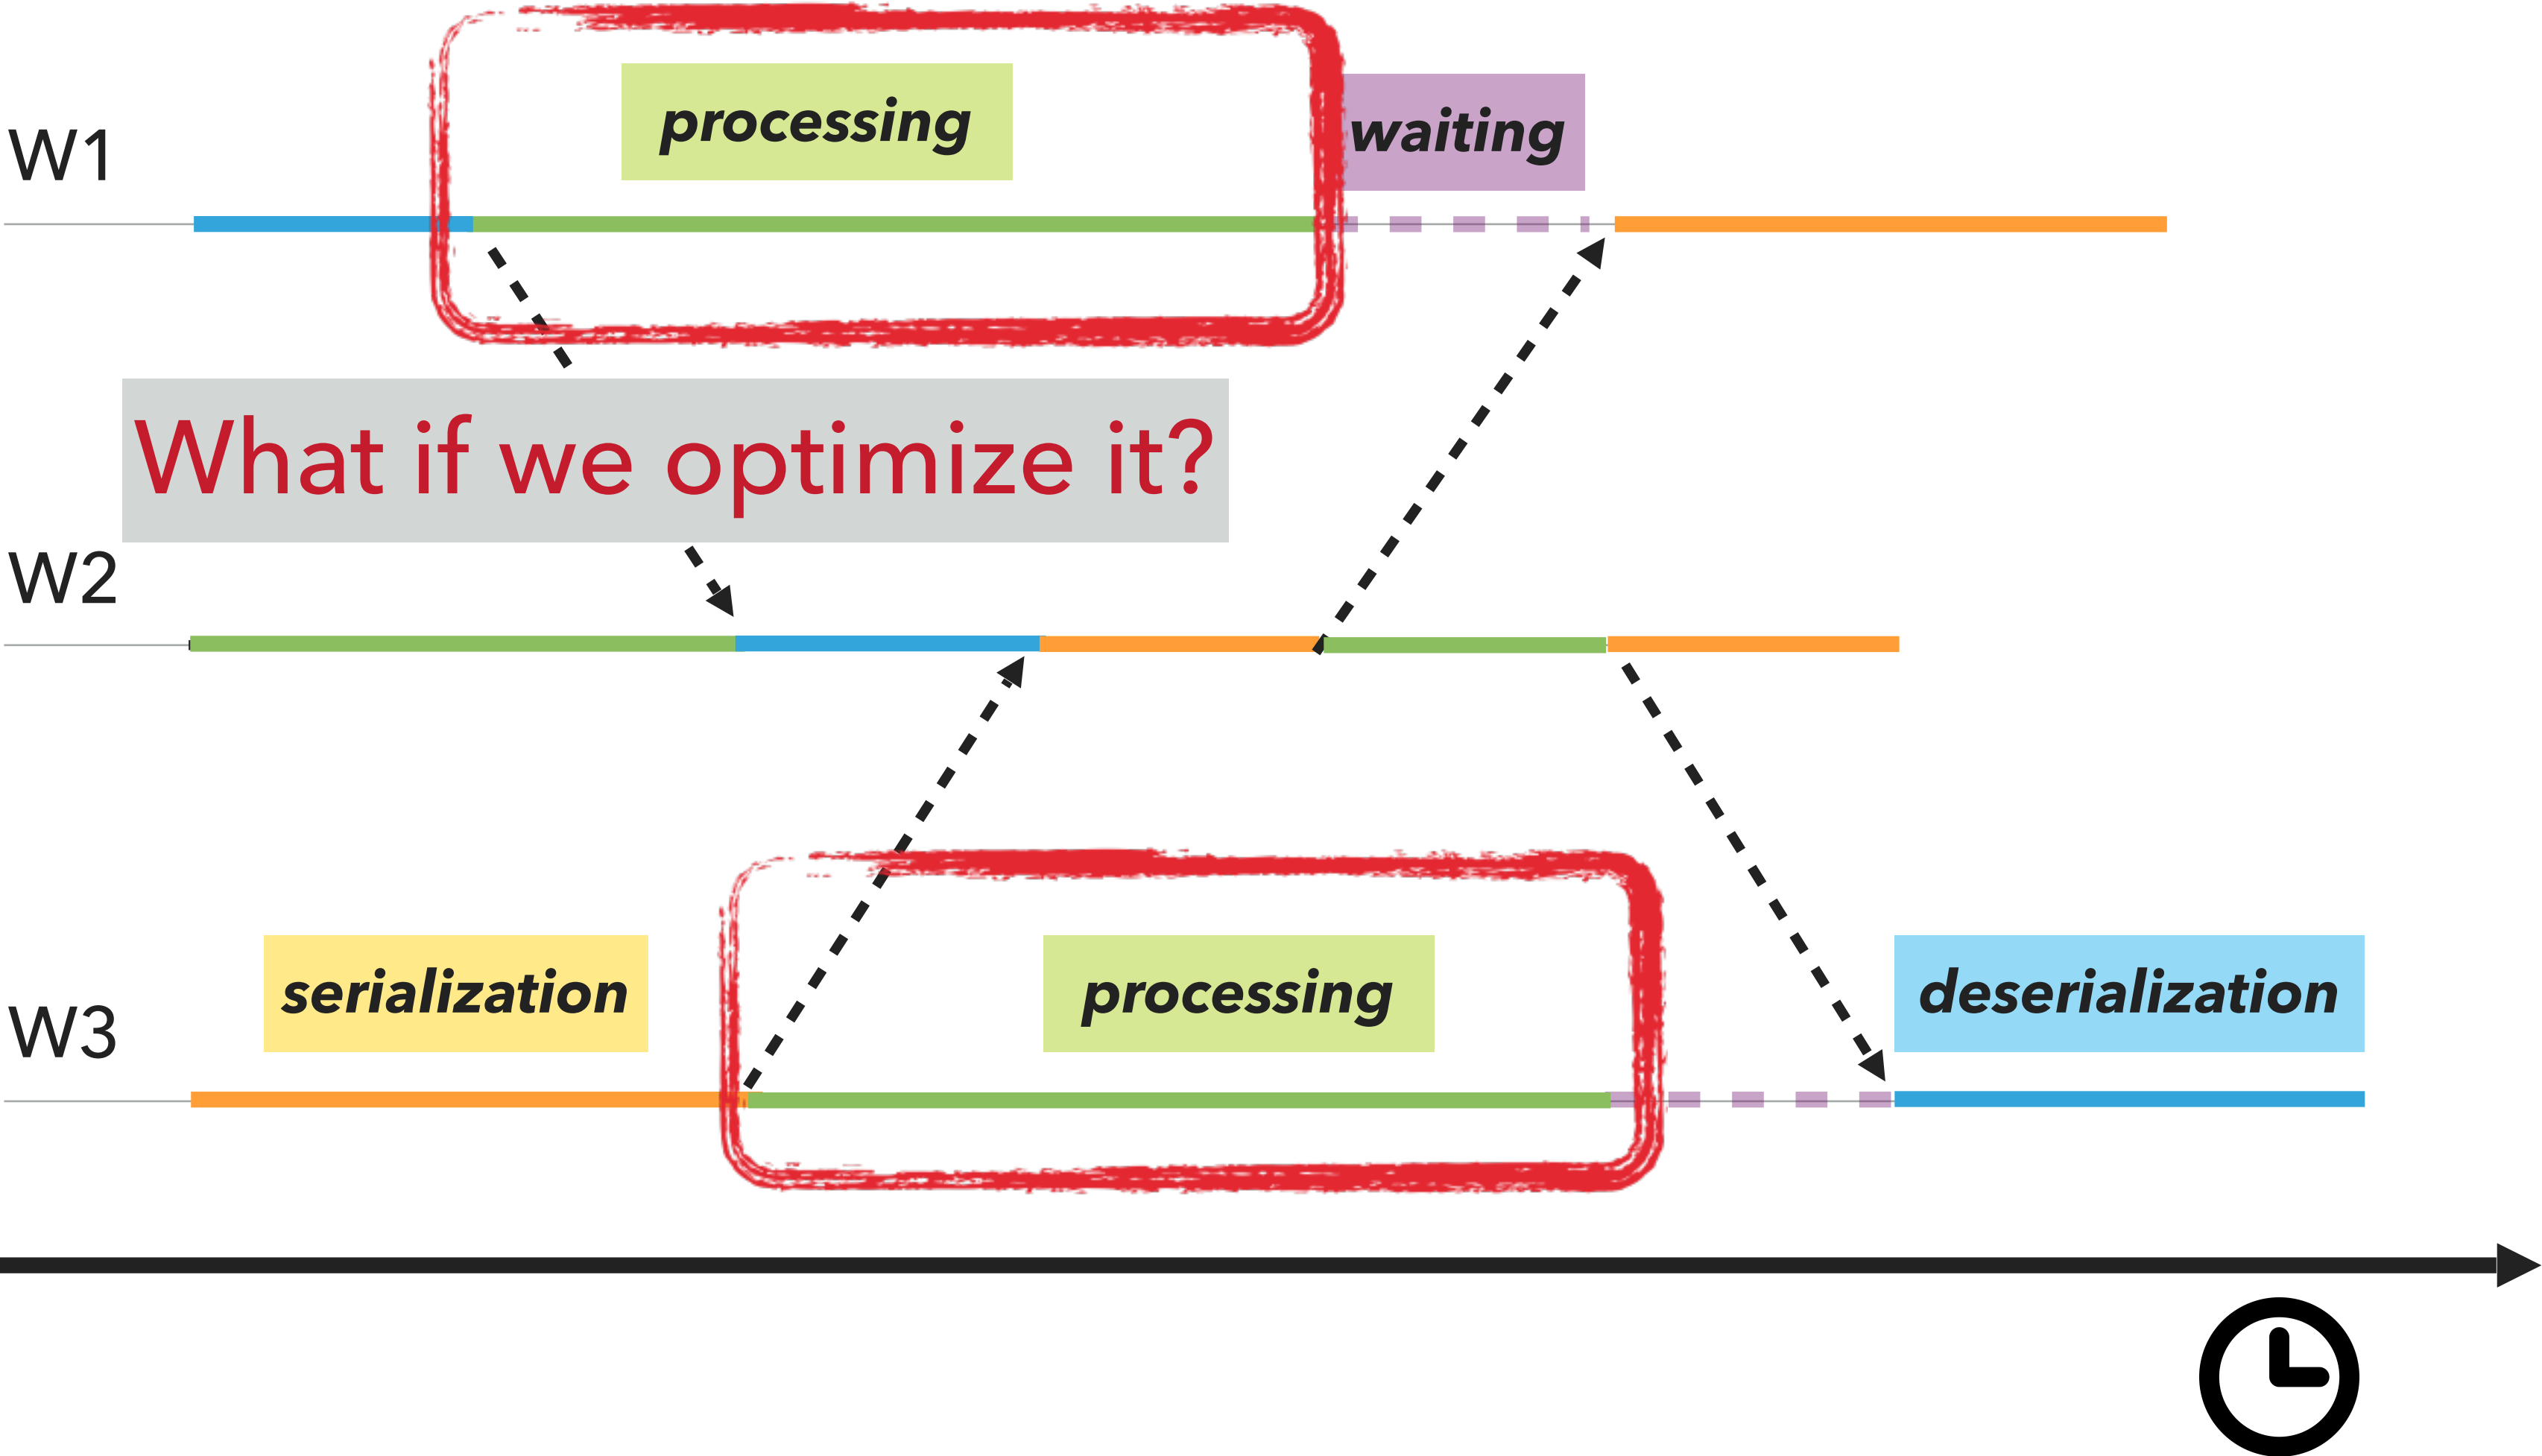 processing
waiting
W1
What if we optimize it?
W2
serialization
processing
deserialization
W3